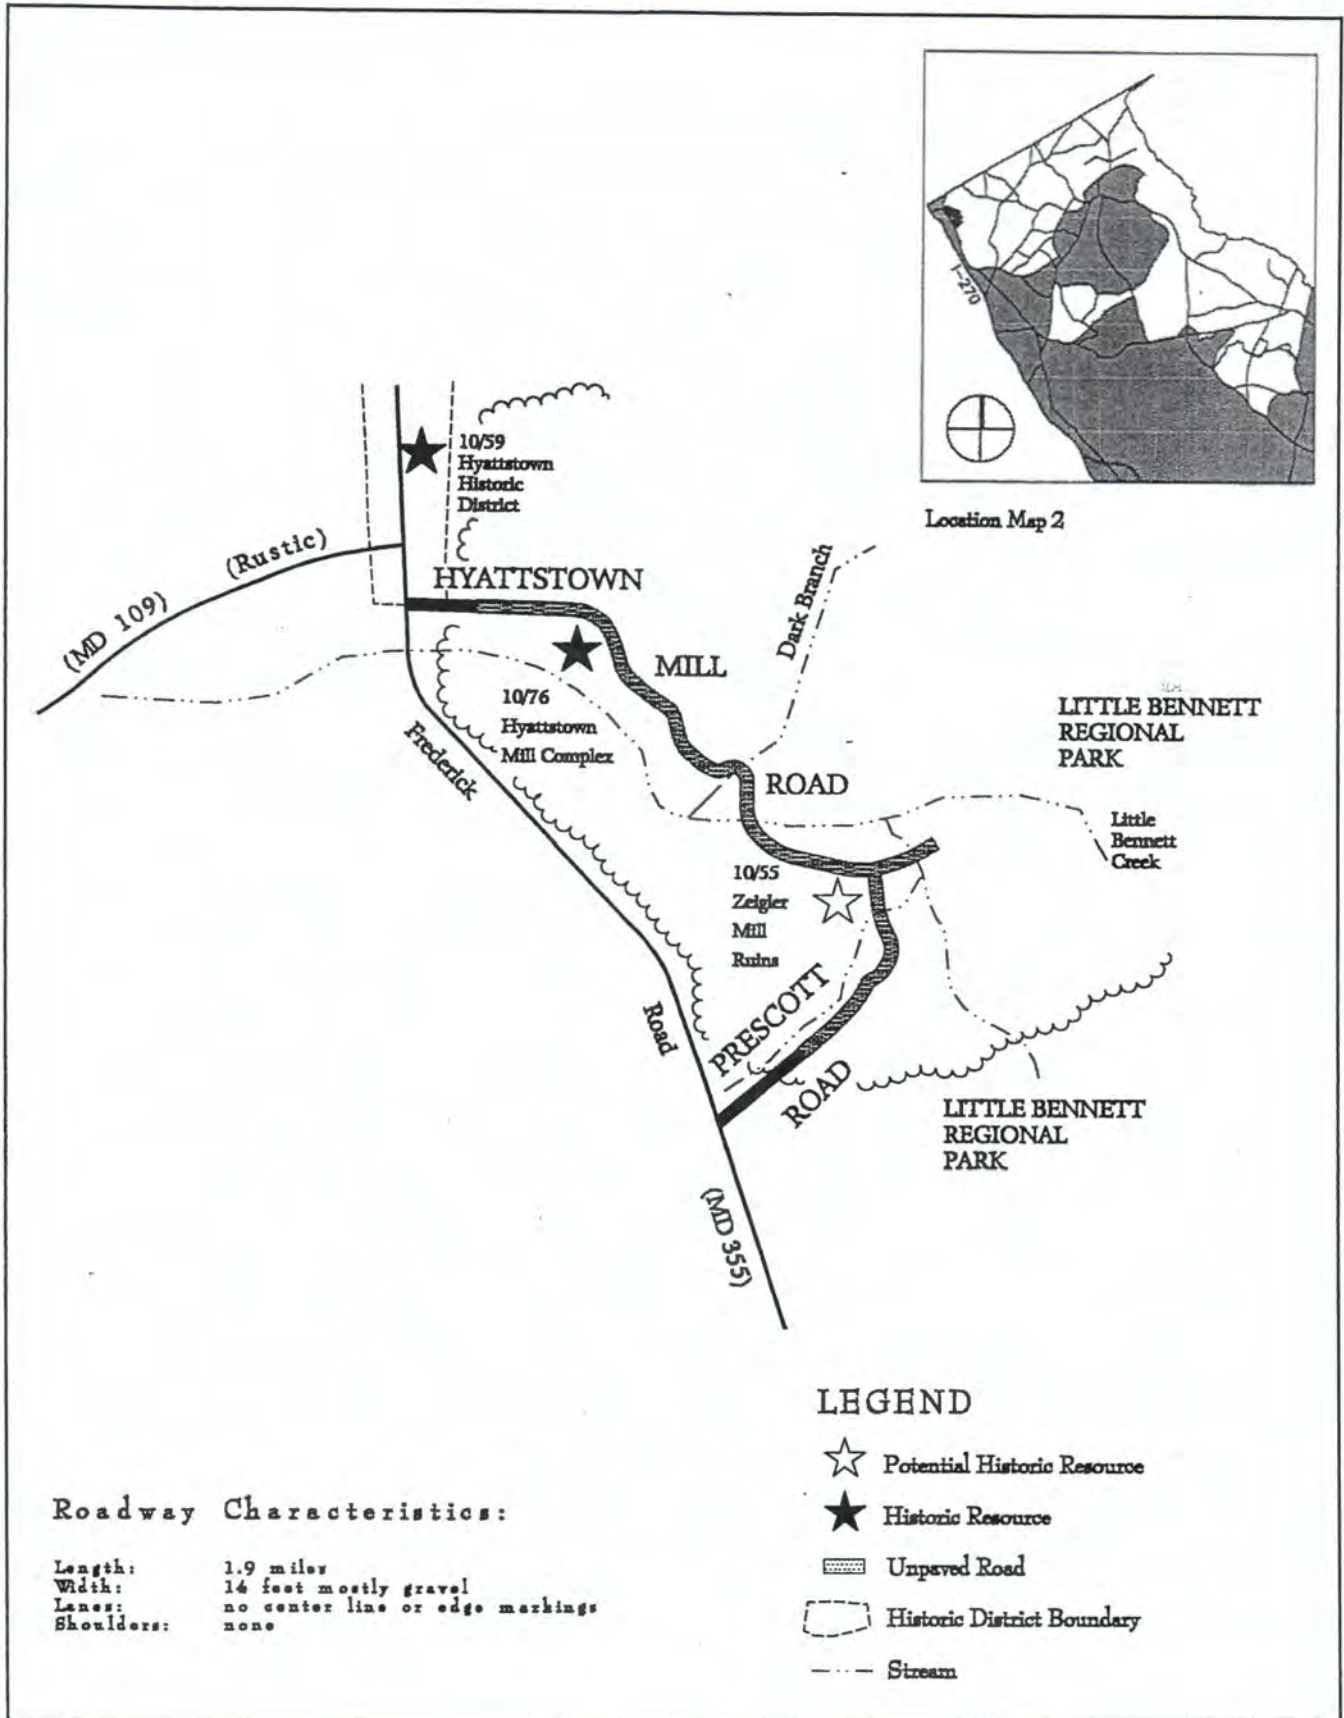 I-270
Location Map 2
10/59
Hyattstown
Historic
District
(Rustic)
(MD 109)
HYATTSTOWN
MILL
ROAD
Dark Branch
10/76
Hyattstown
Mill Complex
LITTLE BENNETT
REGIONAL
PARK
Frederick
Road
Little
Bennett
Creek
10/55
Zeigler
Mill
Ruins
PRESCOTT
ROAD
LITTLE BENNETT
REGIONAL
PARK
(MD 355)
LEGEND
Potential Historic Resource
Historic Resource
Unpaved Road
Historic District Boundary
Stream
Roadway Characteristics:
Length: 1.9 miles
Width: 14 feet mostly gravel
Lanes: no center line or edge markings
Shoulders: none